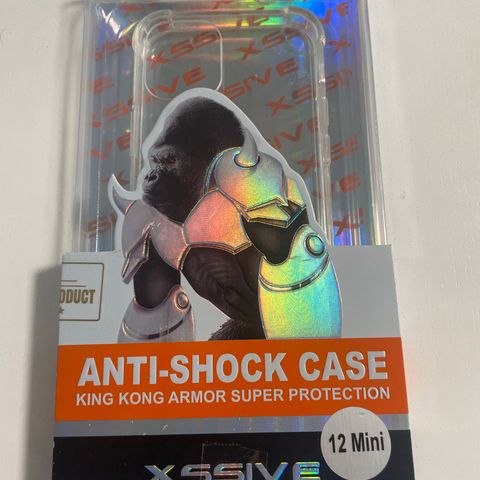 XSSIVE
XSSIVE
XSSIVE
PRODUCT
ANTI-SHOCK CASE
KING KONG ARMOR SUPER PROTECTION
12 Mini
XSSIVE